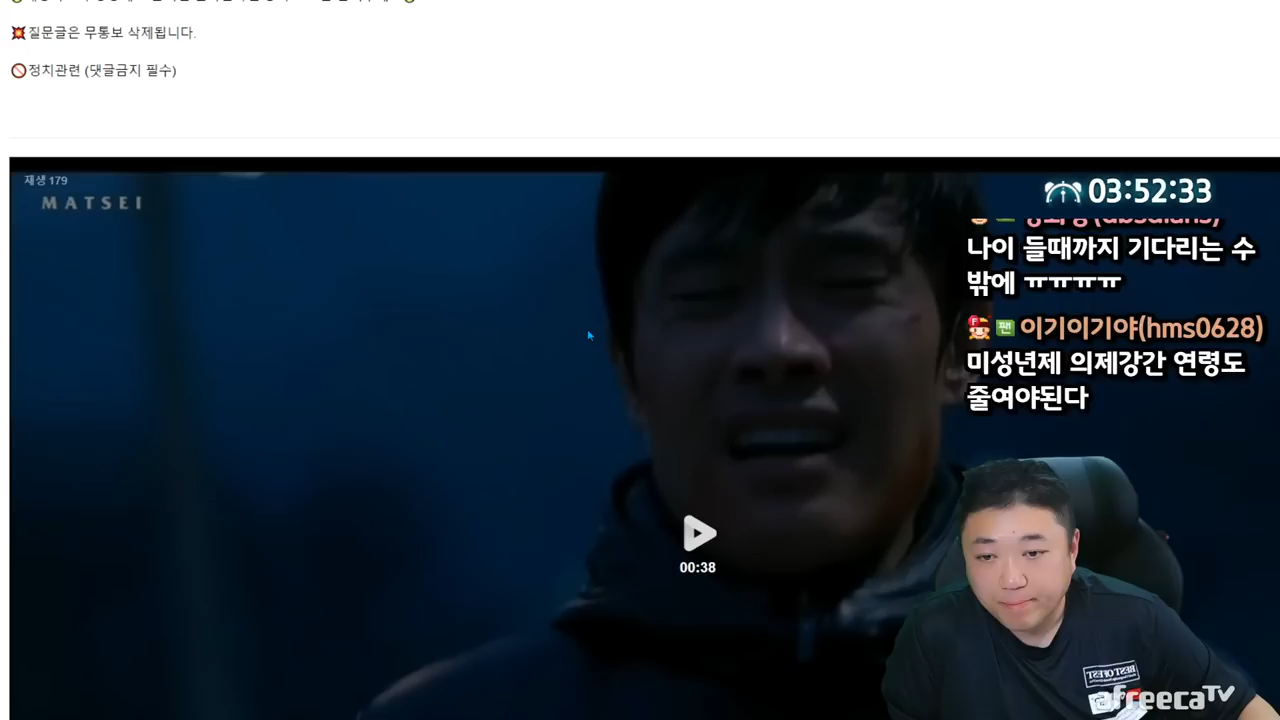 💥질문글은 무통보 삭제됩니다.
🚫정치관련 (댓글금지 필수)
재생 179
MATSEI
03:52:33
나이 들때까지 기다리는 수
밖에 ㅠㅠㅠㅠ
팬 이기이기야(hms0628)
미성년제 의제강간 연령도
줄여야된다
00:38
afreecaTV